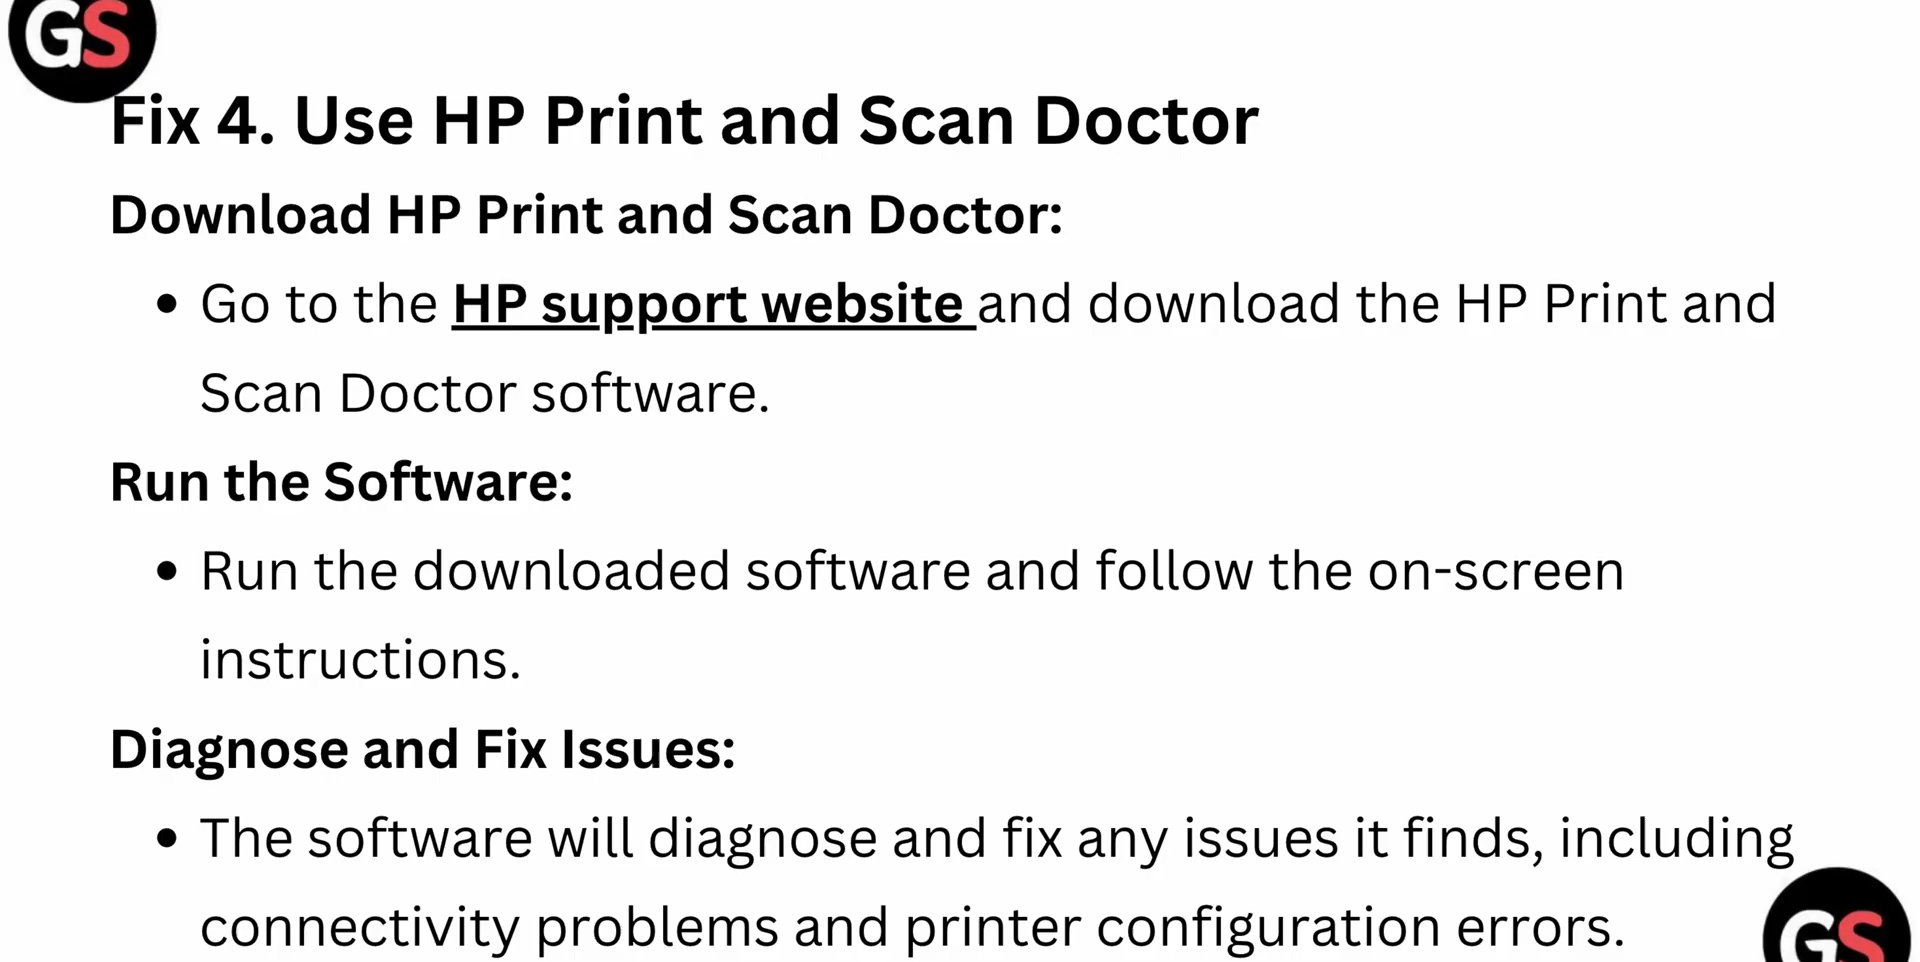 GS
Fix 4. Use HP Print and Scan Doctor
Download HP Print and Scan Doctor:
• Go to the HP support website and download the HP Print and
Scan Doctor software.
Run the Software:
• Run the downloaded software and follow the on-screen
instructions.
Diagnose and Fix Issues:
• The software will diagnose and fix any issues it finds, including
connectivity problems and printer configuration errors.
GS